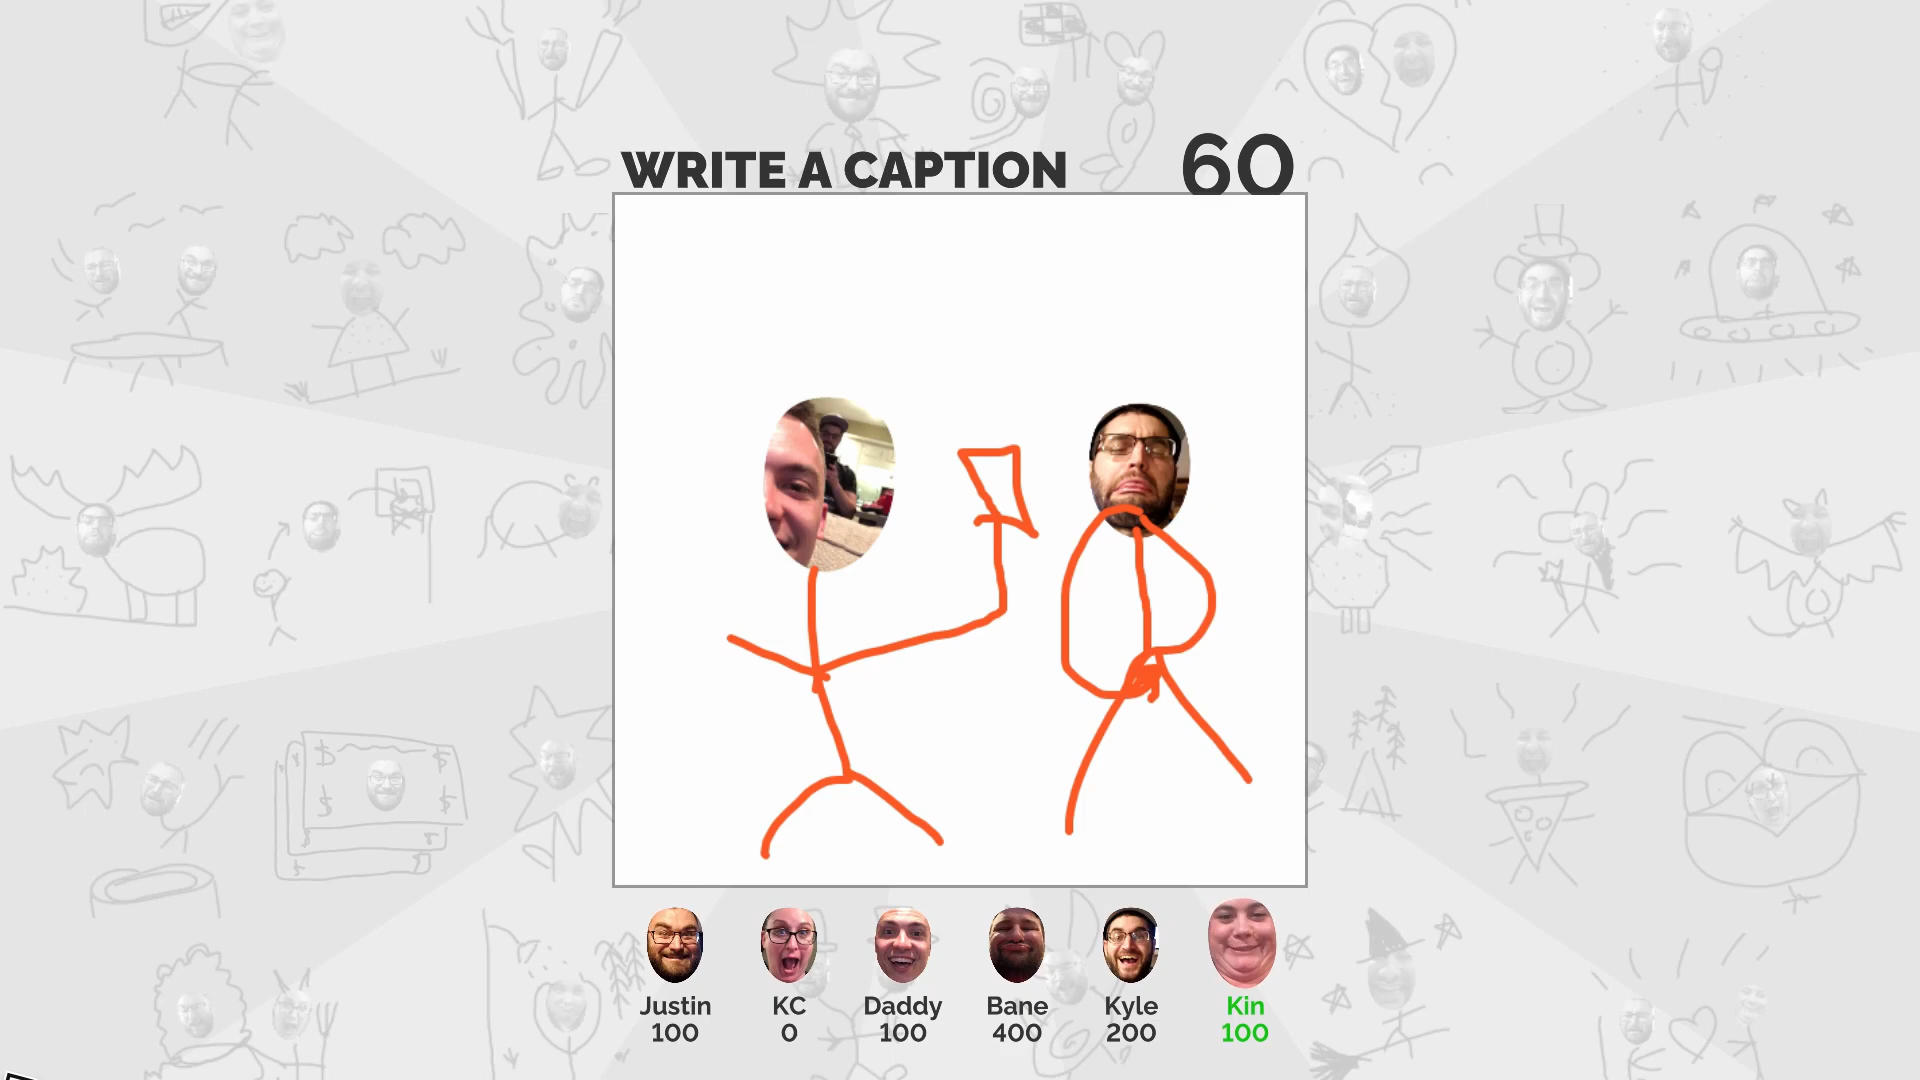 WRITE A CAPTION 60
Justin KC Daddy Bane Kyle Kin
100 0 100 400 200 100